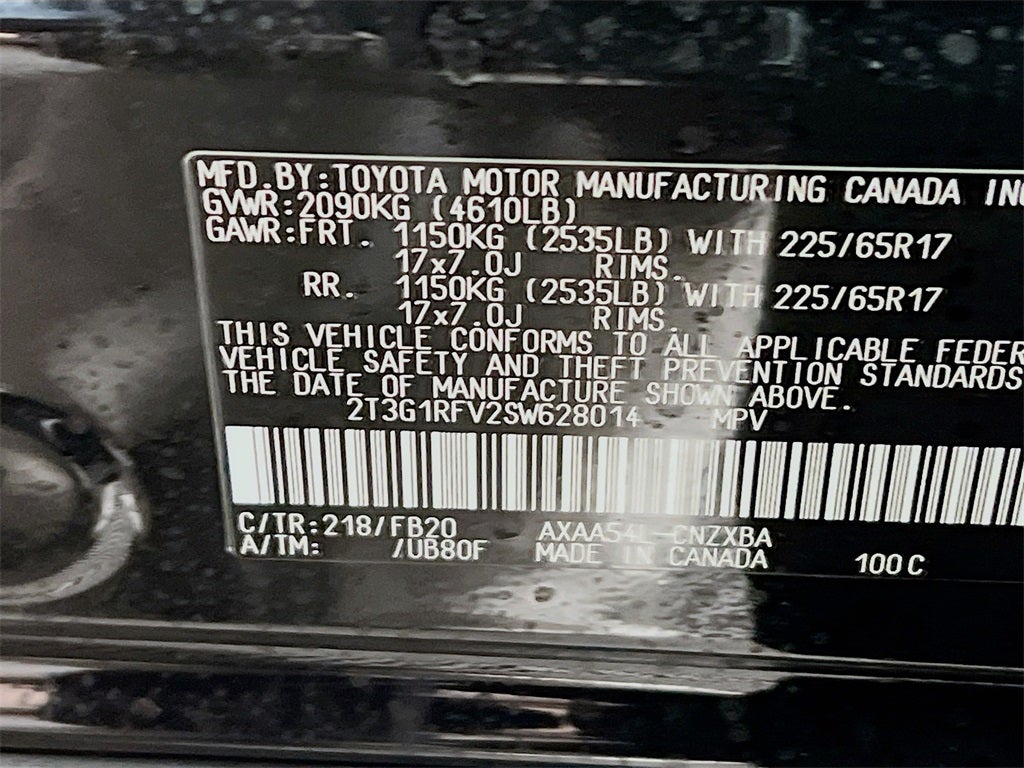 MFD.BY:TOYOTA MOTOR MANUFACTURING CANADA INC
GVWR:2090KG (4610LB)
GAWR:FRT. 1150KG (2535LB) WITH 225/65R17
17x7.0J RIMS.
RR. 1150KG (2535LB) WITH 225/65R17
17x7.0J RIMS.
THIS VEHICLE CONFORMS TO ALL APPLICABLE FEDER
VEHICLE SAFETY AND THEFT PREVENTION STANDARDS
THE DATE OF MANUFACTURE SHOWN ABOVE.
2T3G1RFV2SW628014 MPV
C/TR:218/FB20 AXAA54L-CNZXBA
A/TM: /UB80F MADE IN CANADA 100C